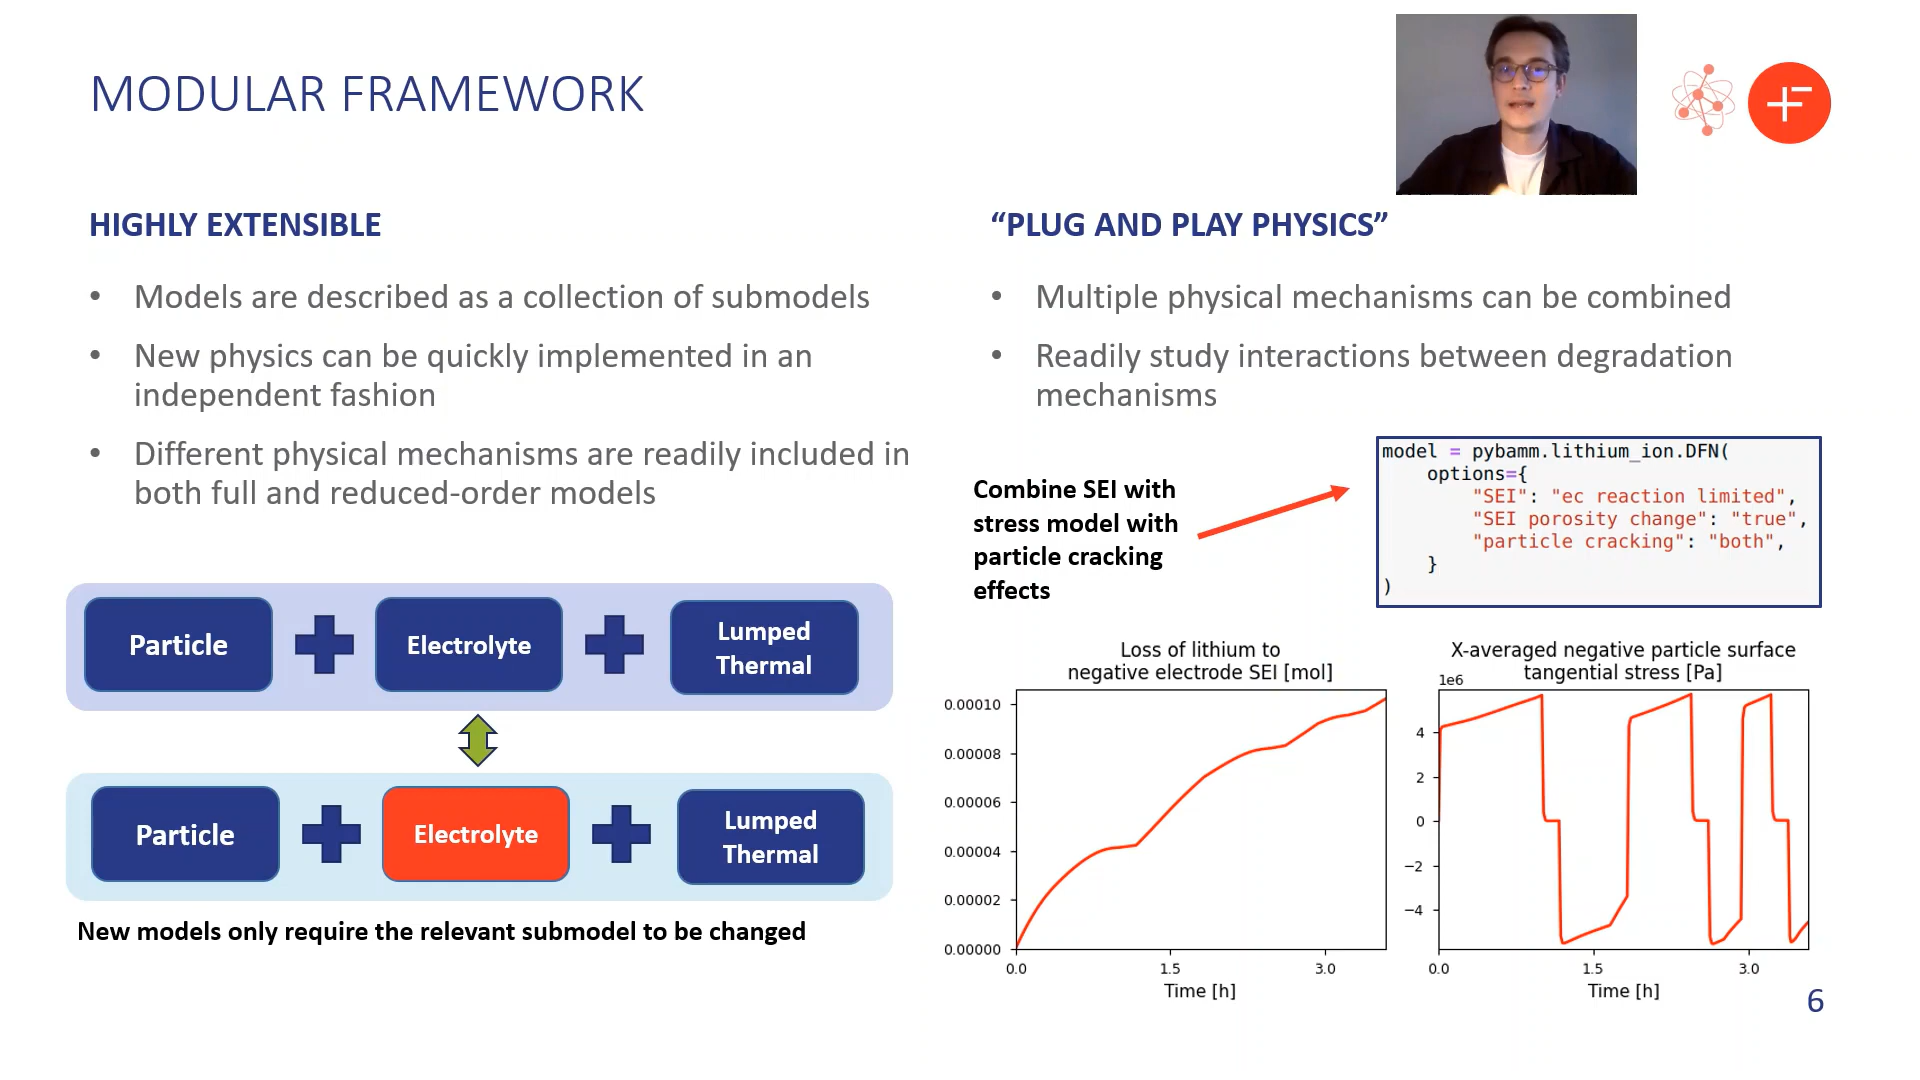 MODULAR FRAMEWORK
HIGHLY EXTENSIBLE
• Models are described as a collection of submodels
• New physics can be quickly implemented in an
independent fashion
• Different physical mechanisms are readily included in
both full and reduced-order models
Particle
Electrolyte
Lumped
Thermal
Particle
Electrolyte
Lumped
Thermal
New models only require the relevant submodel to be changed
“PLUG AND PLAY PHYSICS”
• Multiple physical mechanisms can be combined
• Readily study interactions between degradation
mechanisms
Combine SEI with
stress model with
particle cracking
effects
model = pybamm.lithium_ion.DFN(
options={
"SEI": "ec reaction limited",
"SEI porosity change": "true",
"particle cracking": "both",
}
)
Loss of lithium to
negative electrode SEI [mol]
0.00010
0.00008
0.00006
0.00004
0.00002
0.00000
0.0 1.5 3.0
Time [h]
X-averaged negative particle surface
tangential stress [Pa]
1e6
4
2
0
−2
−4
0.0 1.5 3.0
Time [h]
6